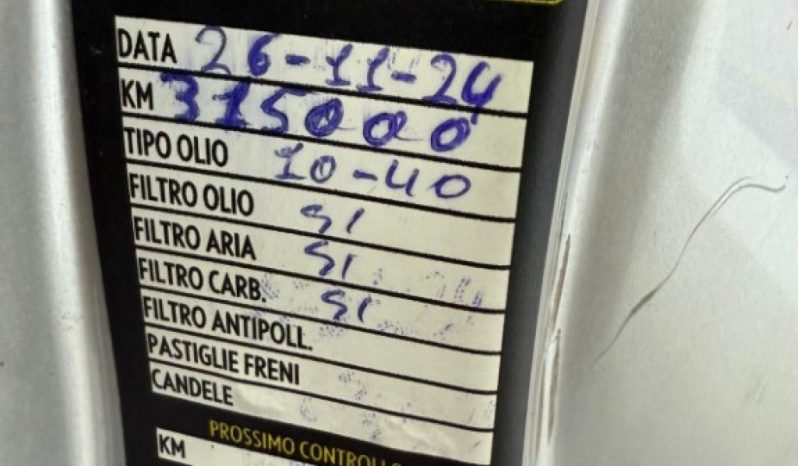 DATA 26-11-24
KM 315000
TIPO OLIO 10-40
FILTRO OLIO SI
FILTRO ARIA SI
FILTRO CARB. SI
FILTRO ANTIPOLL.
PASTIGLIE FRENI
CANDELE
PROSSIMO CONTROLLO
KM